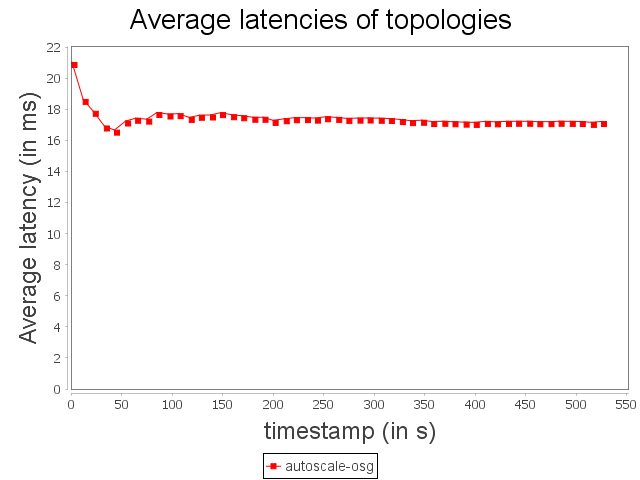 Average latencies of topologies
Average latency (in ms)
22
20
18
16
14
12
10
8
6
4
2
0
0 50 100 150 200 250 300 350 400 450 500 550
timestamp (in s)
autoscale-osg